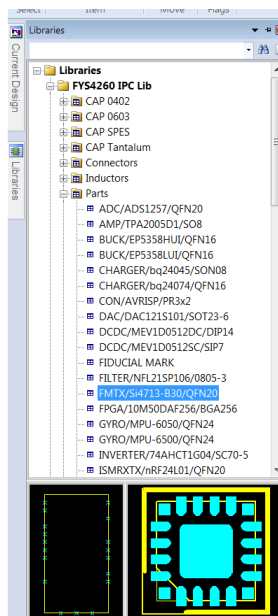 Select
Item
Move
Flags
Libraries
Current Design
Libraries
Libraries
FYS4260 IPC Lib
CAP 0402
CAP 0603
CAP SPES
CAP Tantalum
Connectors
Inductors
Parts
ADC/ADS1257/QFN20
AMP/TPA2005D1/SO8
BUCK/EP5358HUI/QFN16
BUCK/EP5358LUI/QFN16
CHARGER/bq24045/SON08
CHARGER/bq24074/QFN16
CON/AVRISP/PR3x2
DAC/DAC121S101/SOT23-6
DCDC/MEV1D0512DC/DIP14
DCDC/MEV1D0512SC/SIP7
FIDUCIAL MARK
FILTER/NFL21SP106/0805-3
FMTX/Si4713-B30/QFN20
FPGA/10M50DAF256/BGA256
GYRO/MPU-6050/QFN24
GYRO/MPU-6500/QFN24
INVERTER/74AHCT1G04/SC70-5
ISMRXTX/nRF24L01/QFN20